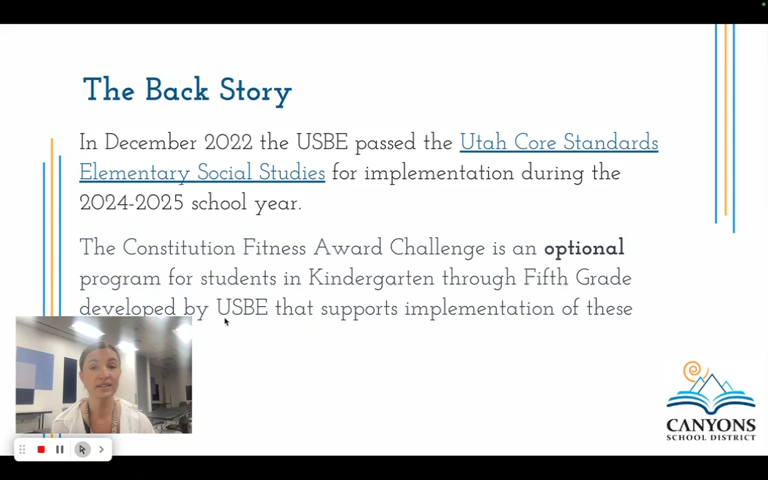 The Back Story
In December 2022 the USBE passed the Utah Core Standards
Elementary Social Studies for implementation during the
2024-2025 school year.
The Constitution Fitness Award Challenge is an optional
program for students in Kindergarten through Fifth Grade
developed by USBE that supports implementation of these
CANYONS
SCHOOL DISTRICT